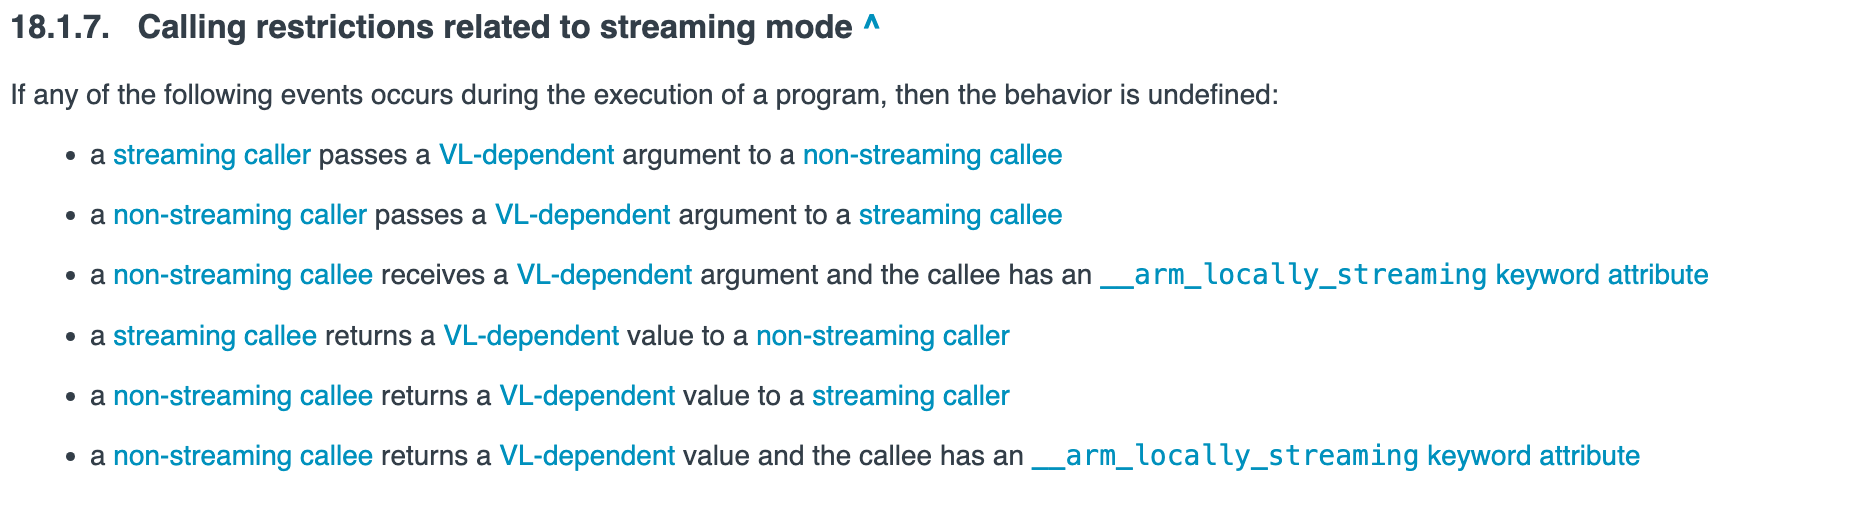 18.1.7. Calling restrictions related to streaming mode ^
If any of the following events occurs during the execution of a program, then the behavior is undefined:
• a streaming caller passes a VL-dependent argument to a non-streaming callee
• a non-streaming caller passes a VL-dependent argument to a streaming callee
• a non-streaming callee receives a VL-dependent argument and the callee has an __arm_locally_streaming keyword attribute
• a streaming callee returns a VL-dependent value to a non-streaming caller
• a non-streaming callee returns a VL-dependent value to a streaming caller
• a non-streaming callee returns a VL-dependent value and the callee has an __arm_locally_streaming keyword attribute